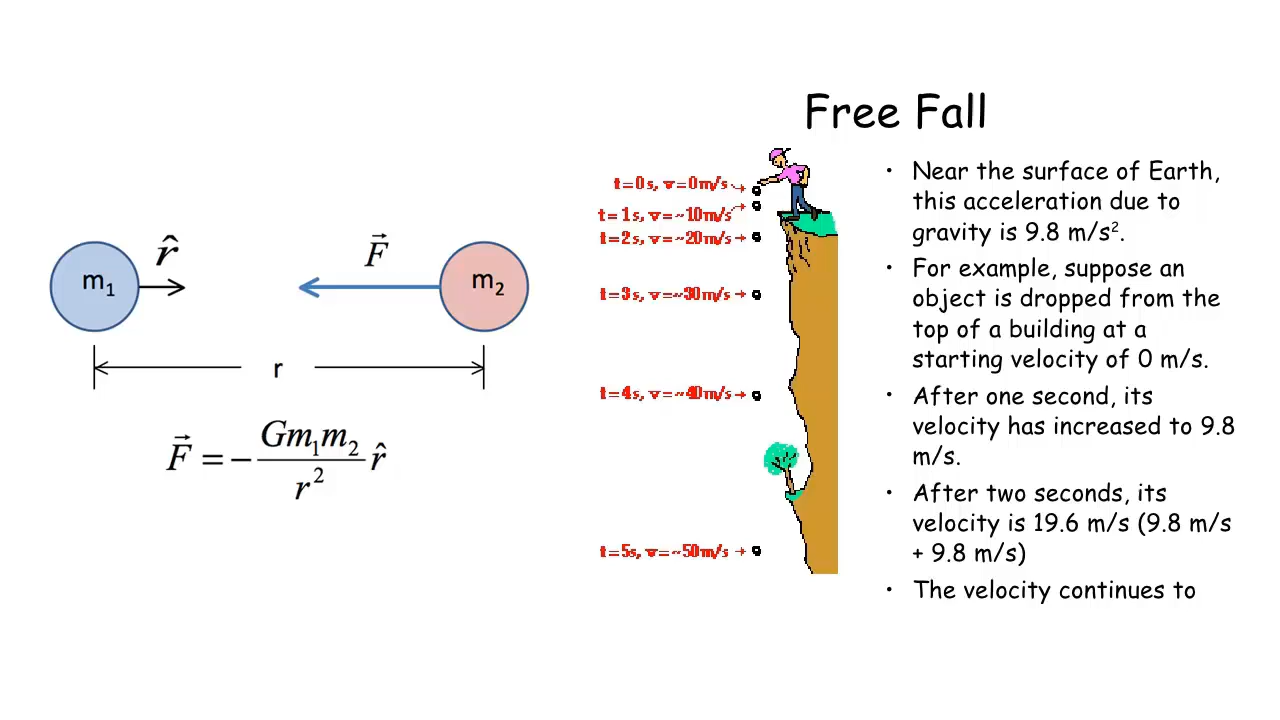 r̂
F⃗
m₁
m₂
r
F⃗ = − Gm₁m₂ / r² r̂
Free Fall
t = 0 s, v = 0 m/s
t = 1 s, v = ~10 m/s
t = 2 s, v = ~20 m/s
t = 3 s, v = ~30 m/s
t = 4 s, v = ~40 m/s
t = 5 s, v = ~50 m/s
• Near the surface of Earth,
this acceleration due to
gravity is 9.8 m/s².
• For example, suppose an
object is dropped from the
top of a building at a
starting velocity of 0 m/s.
• After one second, its
velocity has increased to 9.8
m/s.
• After two seconds, its
velocity is 19.6 m/s (9.8 m/s
+ 9.8 m/s)
• The velocity continues to